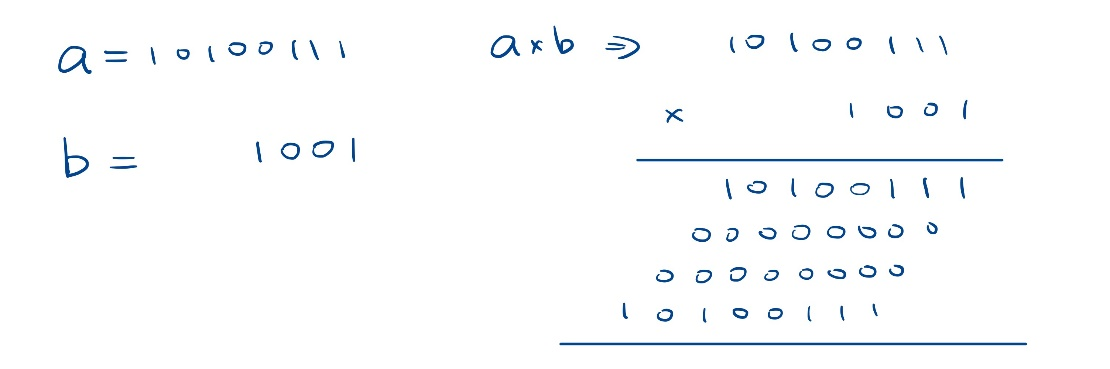 a = 10100111
b = 1001
a × b ⇒ 10100111
× 1001
10100111
00000000
00000000
10100111